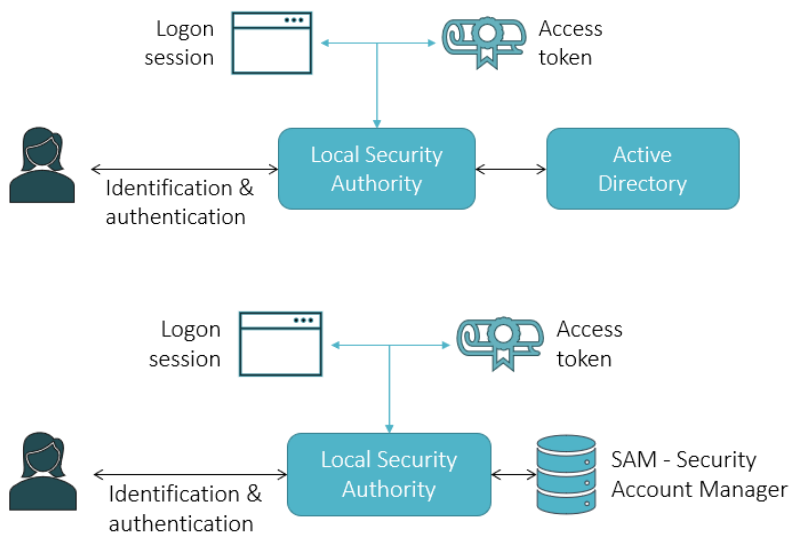 Logon
session
Access
token
Local Security
Authority
Active
Directory
Identification &
authentication
Logon
session
Access
token
Local Security
Authority
SAM - Security
Account Manager
Identification &
authentication